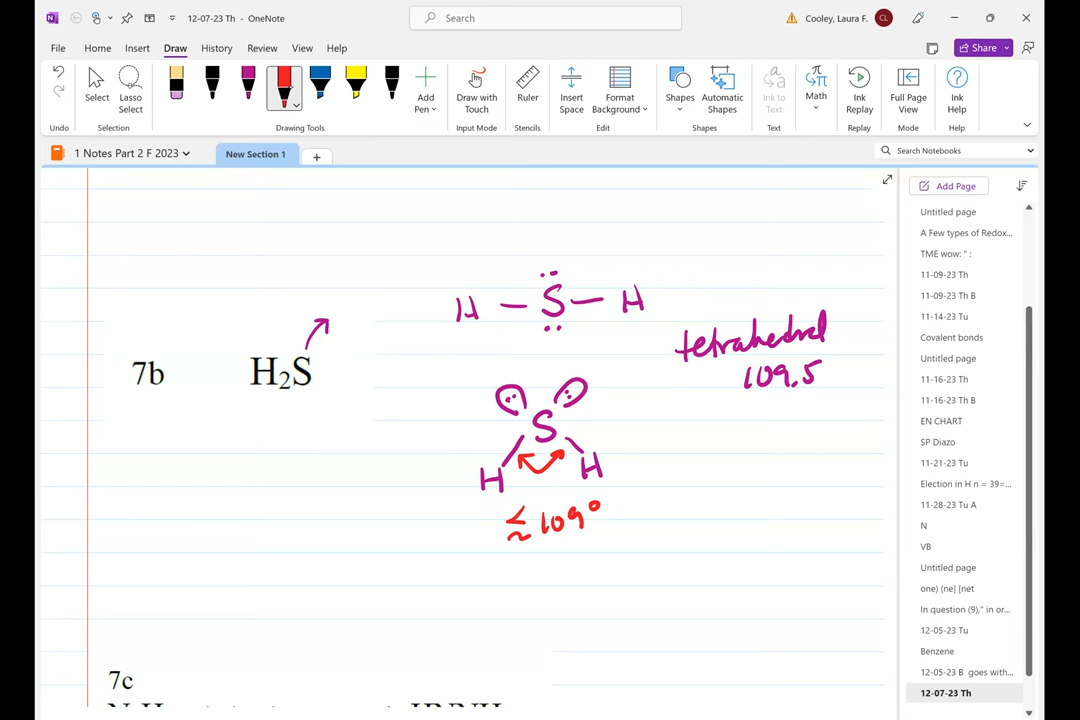 12-07-23 Th - OneNote
Search
Cooley, Laura F.
CL
File Home Insert Draw History Review View Help
Share
Undo
Select
Lasso Select
Add Pen
Draw with Touch
Ruler
Insert Space
Format Background
Shapes
Automatic Shapes
Ink to Text
Math
Ink Replay
Full Page View
Ink Help
Undo Selection Drawing Tools Input Mode Stencils Edit Shapes Text Replay Mode Help
1 Notes Part 2 F 2023
New Section 1
+
Search Notebooks
Add Page
Untitled page
A Few types of Redox...
TME wow: " :
11-09-23 Th
11-09-23 Th B
11-14-23 Tu
Covalent bonds
Untitled page
11-16-23 Th
11-16-23 Th B
EN CHART
SP Diazo
11-21-23 Tu
Election in H n = 39=...
11-28-23 Tu A
N
VB
Untitled page
one) (ne] [net
In question (9)," in or...
12-05-23 Tu
Benzene
12-05-23 B goes with...
12-07-23 Th
H — S — H
tetrahedral
109.5
7b H₂S
S
H H
≲ 109°
7c